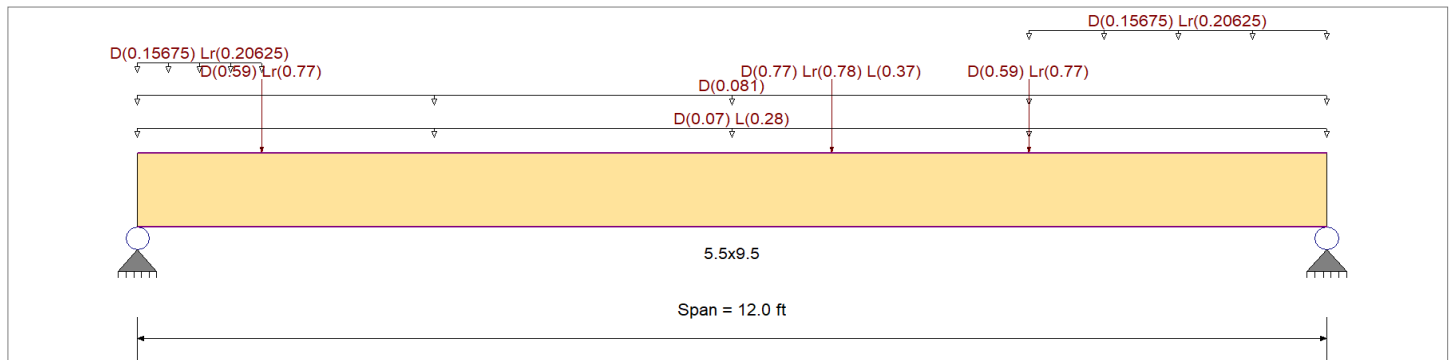 D(0.15675) Lr(0.20625)
D(0.15675) Lr(0.20625)
D(0.59) Lr(0.77)
D(0.77) Lr(0.78) L(0.37)
D(0.59) Lr(0.77)
D(0.081)
D(0.07) L(0.28)
5.5x9.5
Span = 12.0 ft